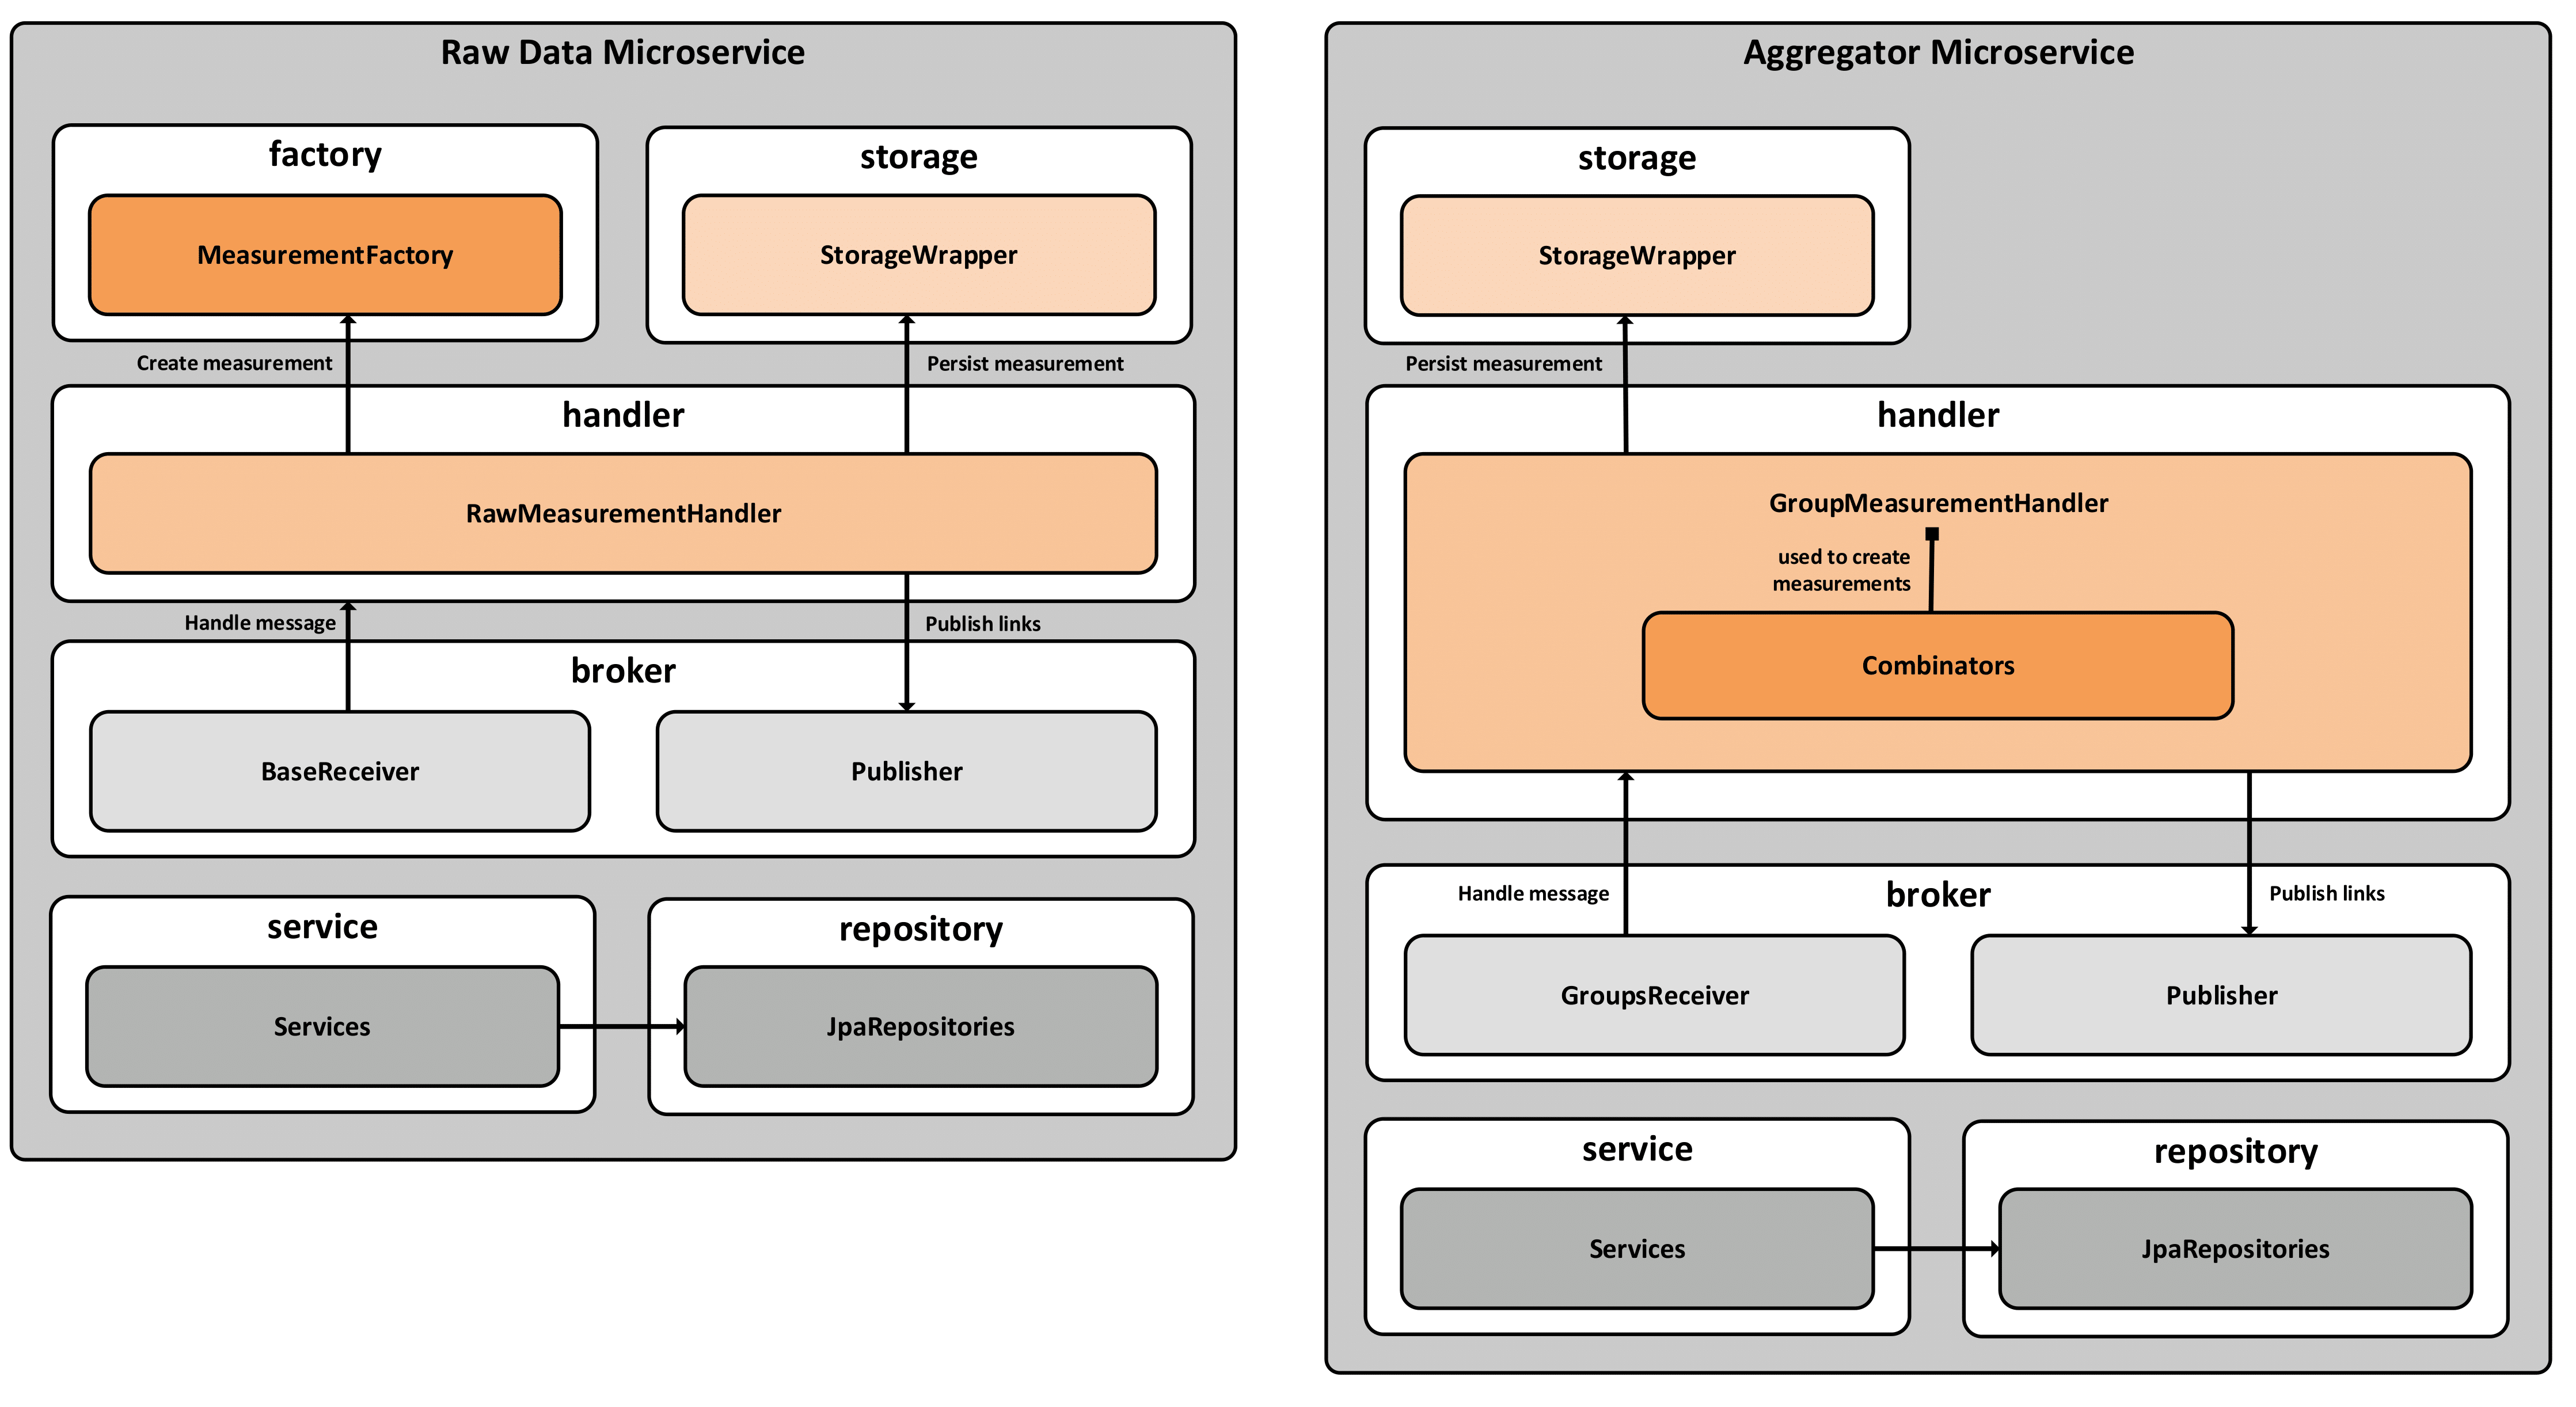 Raw Data Microservice
factory
MeasurementFactory
storage
StorageWrapper
Create measurement
Persist measurement
handler
RawMeasurementHandler
Handle message
Publish links
broker
BaseReceiver
Publisher
service
Services
repository
JpaRepositories
Aggregator Microservice
storage
StorageWrapper
Persist measurement
handler
GroupMeasurementHandler
used to create
measurements
Combinators
Handle message
broker
Publish links
GroupsReceiver
Publisher
service
Services
repository
JpaRepositories